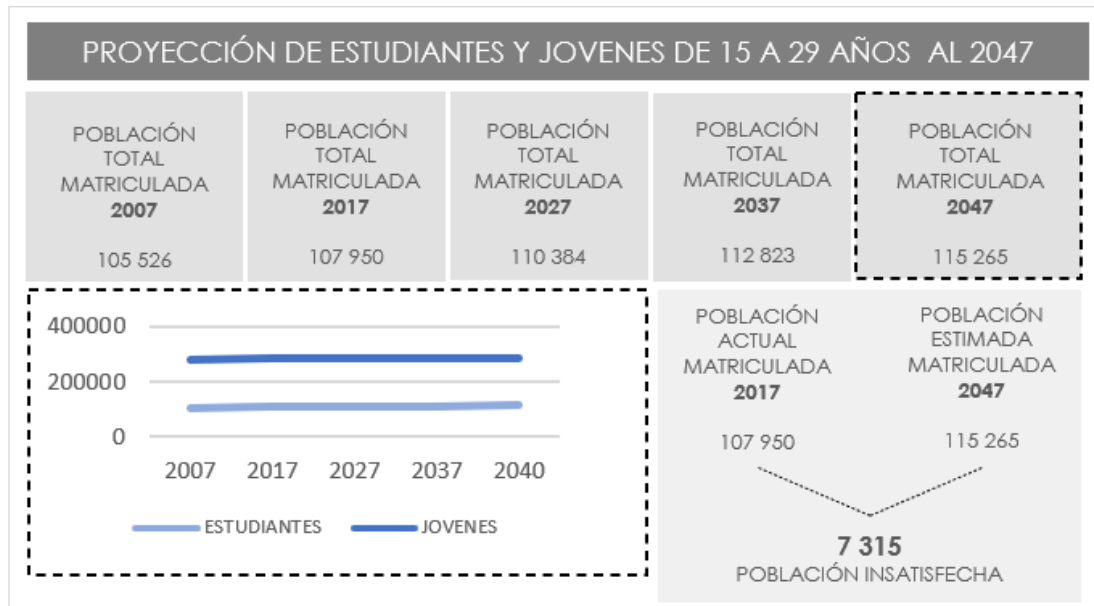 PROYECCIÓN DE ESTUDIANTES Y JOVENES DE 15 A 29 AÑOS AL 2047
POBLACIÓN
TOTAL
MATRICULADA
2007
105 526
POBLACIÓN
TOTAL
MATRICULADA
2017
107 950
POBLACIÓN
TOTAL
MATRICULADA
2027
110 384
POBLACIÓN
TOTAL
MATRICULADA
2037
112 823
POBLACIÓN
TOTAL
MATRICULADA
2047
115 265
400000
200000
0
2007 2017 2027 2037 2040
ESTUDIANTES JOVENES
POBLACIÓN
ACTUAL
MATRICULADA
2017
107 950
POBLACIÓN
ESTIMADA
MATRICULADA
2047
115 265
7 315
POBLACIÓN INSATISFECHA